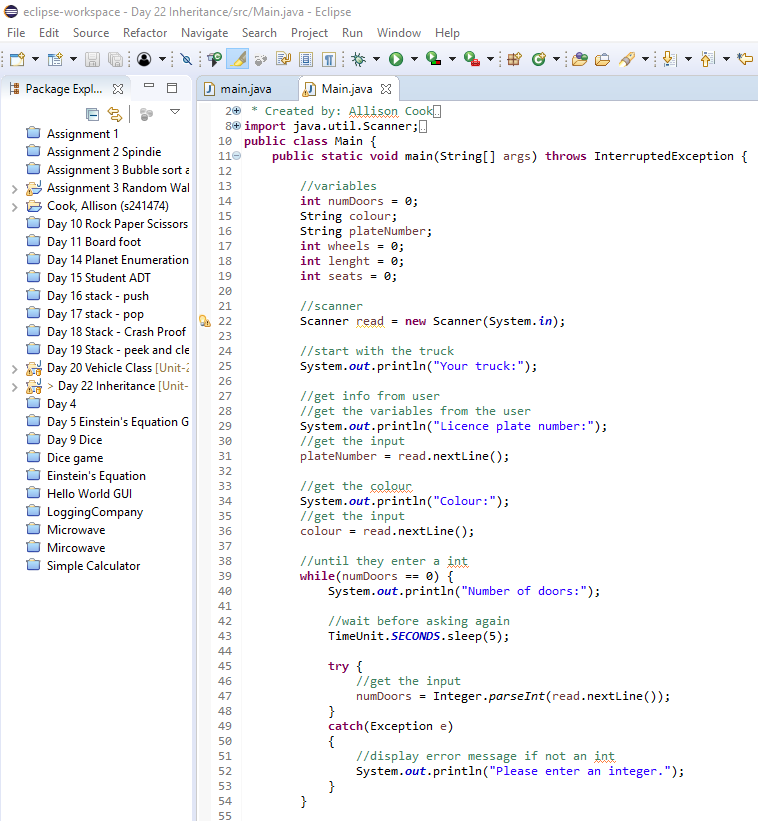 eclipse-workspace - Day 22 Inheritance/src/Main.java - Eclipse
File Edit Source Refactor Navigate Search Project Run Window Help
Package Expl...
main.java Main.java
Assignment 1
Assignment 2 Spindie
Assignment 3 Bubble sort a
Assignment 3 Random Wal
Cook, Allison (s241474)
Day 10 Rock Paper Scissors
Day 11 Board foot
Day 14 Planet Enumeration
Day 15 Student ADT
Day 16 stack - push
Day 17 stack - pop
Day 18 Stack - Crash Proof
Day 19 Stack - peek and cle
Day 20 Vehicle Class [Unit-2
> Day 22 Inheritance [Unit-
Day 4
Day 5 Einstein's Equation G
Day 9 Dice
Dice game
Einstein's Equation
Hello World GUI
LoggingCompany
Microwave
Mircowave
Simple Calculator
2 * Created by: Allison Cook
8 import java.util.Scanner;
10 public class Main {
11 public static void main(String[] args) throws InterruptedException {
12
13 //variables
14 int numDoors = 0;
15 String colour;
16 String plateNumber;
17 int wheels = 0;
18 int lenght = 0;
19 int seats = 0;
20
21 //scanner
22 Scanner read = new Scanner(System.in);
23
24 //start with the truck
25 System.out.println("Your truck:");
26
27 //get info from user
28 //get the variables from the user
29 System.out.println("Licence plate number:");
30 //get the input
31 plateNumber = read.nextLine();
32
33 //get the colour
34 System.out.println("Colour:");
35 //get the input
36 colour = read.nextLine();
37
38 //until they enter a int
39 while(numDoors == 0) {
40 System.out.println("Number of doors:");
41
42 //wait before asking again
43 TimeUnit.SECONDS.sleep(5);
44
45 try {
46 //get the input
47 numDoors = Integer.parseInt(read.nextLine());
48 }
49 catch(Exception e)
50 {
51 //display error message if not an int
52 System.out.println("Please enter an integer.");
53 }
54 }
55